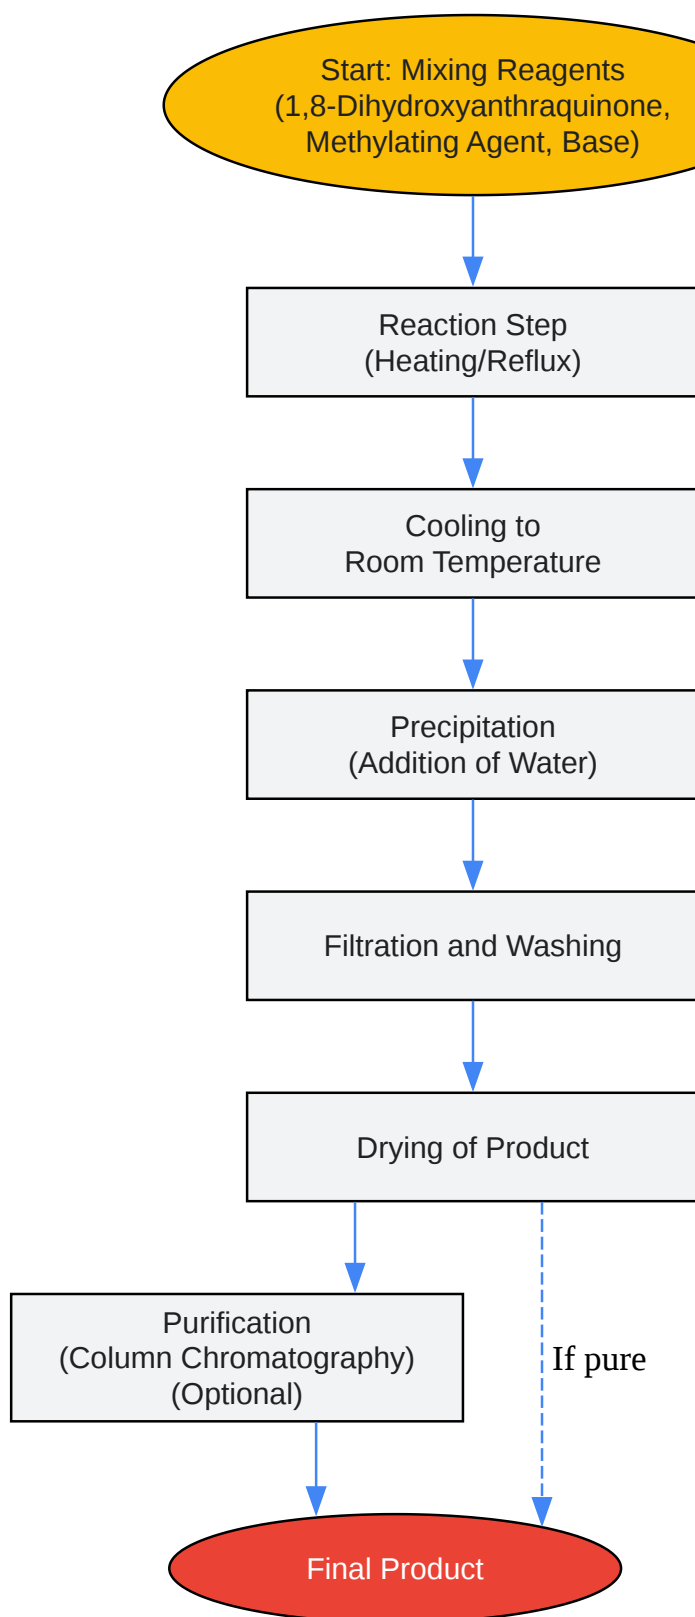 Start: Mixing Reagents
(1,8-Dihydroxyanthraquinone,
Methylating Agent, Base)
Reaction Step
(Heating/Reflux)
Cooling to
Room Temperature
Precipitation
(Addition of Water)
Filtration and Washing
Drying of Product
Purification
(Column Chromatography)
(Optional)
If pure
Final Product